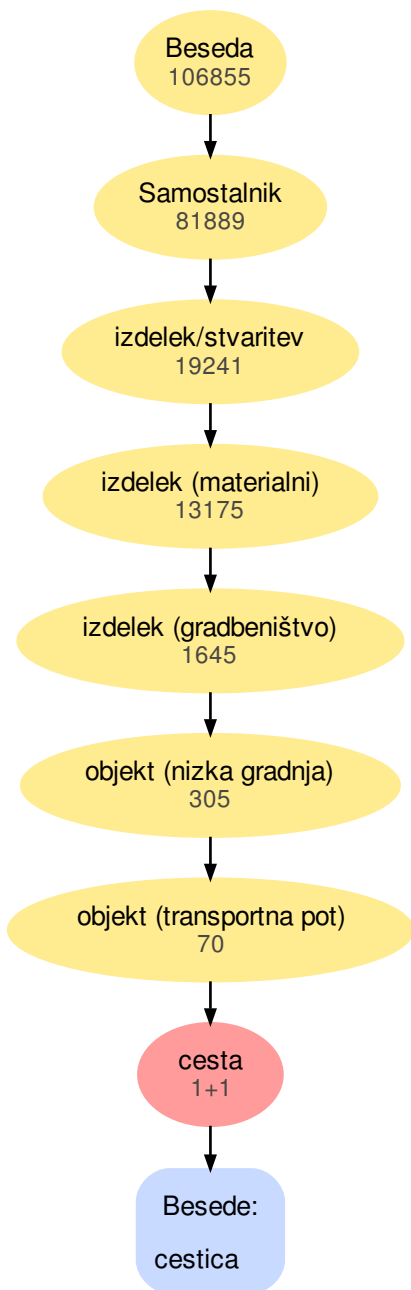 Beseda
106855
Samostalnik
81889
izdelek/stvaritev
19241
izdelek (materialni)
13175
izdelek (gradbeništvo)
1645
objekt (nizka gradnja)
305
objekt (transportna pot)
70
cesta
1+1
Besede:
cestica